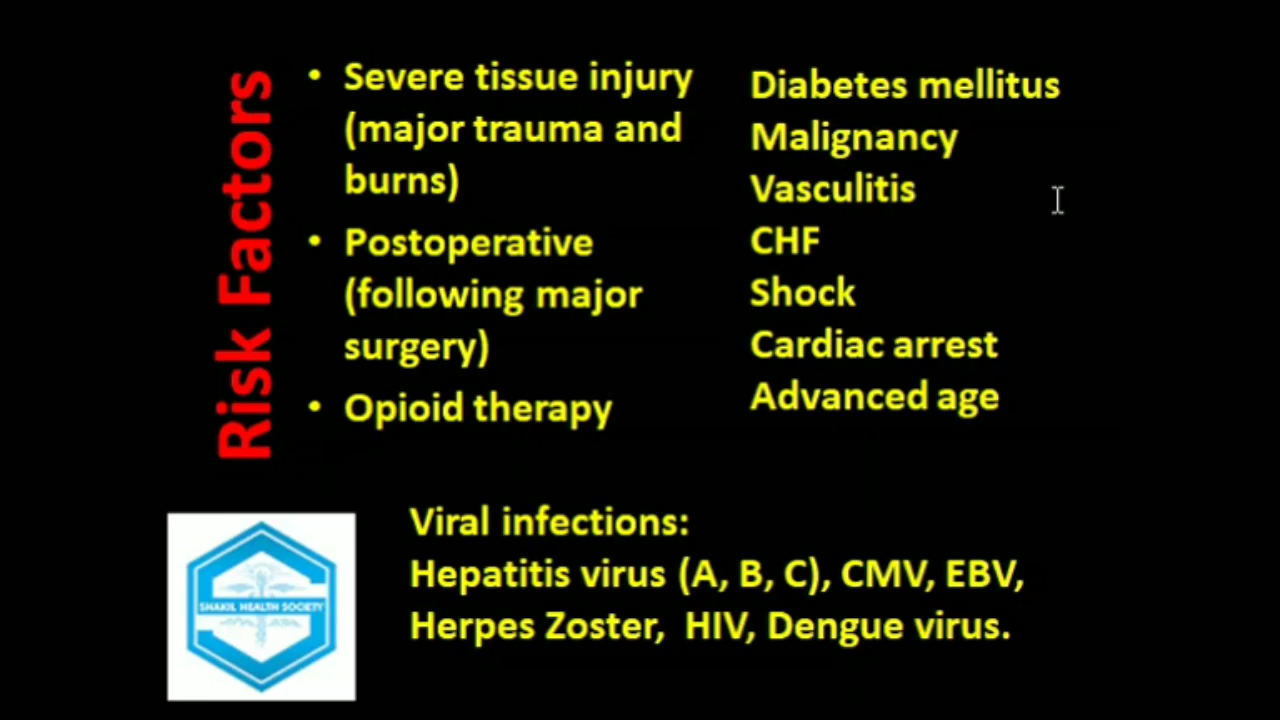 Risk Factors
• Severe tissue injury
(major trauma and
burns)
• Postoperative
(following major
surgery)
• Opioid therapy
Diabetes mellitus
Malignancy
Vasculitis
CHF
Shock
Cardiac arrest
Advanced age
Viral infections:
Hepatitis virus (A, B, C), CMV, EBV,
Herpes Zoster, HIV, Dengue virus.
SHAKIL HEALTH SOCIETY